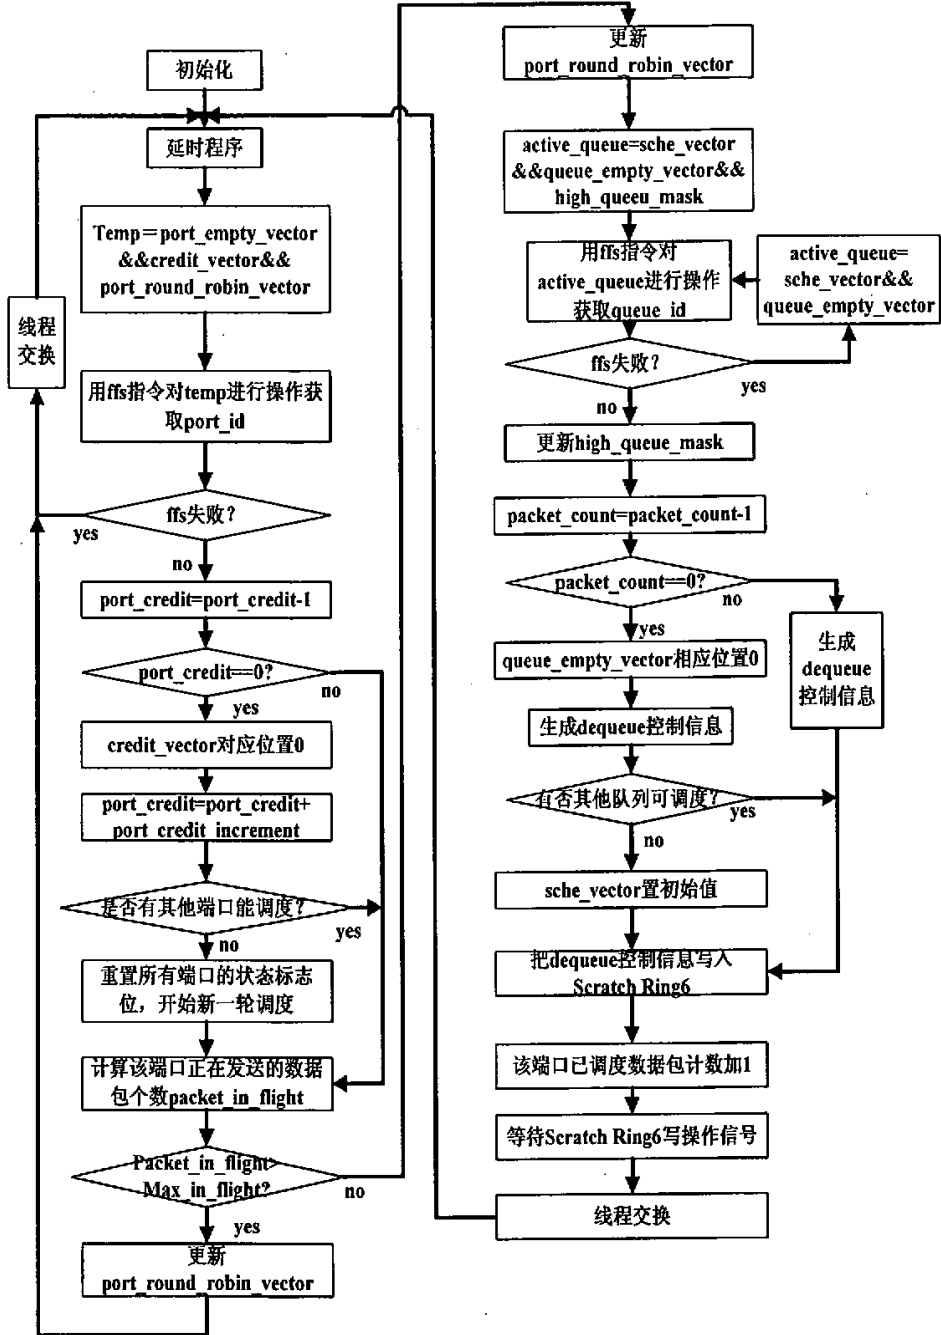 初始化
延时程序
Temp＝port_empty_vector
&&credit_vector&&
port_round_robin_vector
线程
交换
用ffs指令对temp进行操作获
取port_id
ffs失败?
yes
no
port_credit=port_credit-1
port_credit==0?
no
yes
credit_vector对应位置0
port_credit=port_credit+
port_credit_increment
是否有其他端口能调度?
yes
no
重置所有端口的状态标志
位，开始新一轮调度
计算该端口正在发送的数据
包个数packet_in_flight
Packet_in_flight>
Max_in_flight?
no
yes
更新
port_round_robin_vector
更新
port_round_robin_vector
active_queue=sche_vector
&&queue_empty_vector&&
high_queeu_mask
用ffs指令对
active_queue进行操作
获取queue_id
active_queue=
sche_vector&&
queue_empty_vector
ffs失败?
yes
no
更新high_queue_mask
packet_count=packet_count-1
packet_count==0?
no
yes
queue_empty_vector相应位置0
生成
dequeue
控制信息
生成dequeue控制信息
有否其他队列可调度?
yes
no
sche_vector置初始值
把dequeue控制信息写入
Scratch Ring6
该端口已调度数据包计数加1
等待Scratch Ring6写操作信号
线程交换